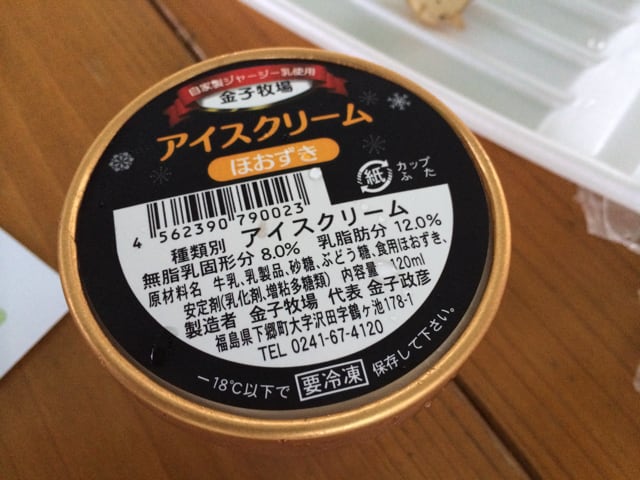 自家製ジャージー乳使用
金子牧場
アイスクリーム
ほおずき
紙 カップ
ふた
4 562390 790023
種類別 アイスクリーム
無脂乳固形分 8.0% 乳脂肪分 12.0%
原材料名 牛乳、乳製品、砂糖、ぶどう糖、食用ほおずき、
安定剤(乳化剤、増粘多糖類) 内容量 120ml
製造者 金子牧場 代表 金子政彦
福島県下郷町大字沢田字鶴ヶ池178-1
TEL 0241-67-4120
−18℃以下で 要冷凍 保存して下さい。